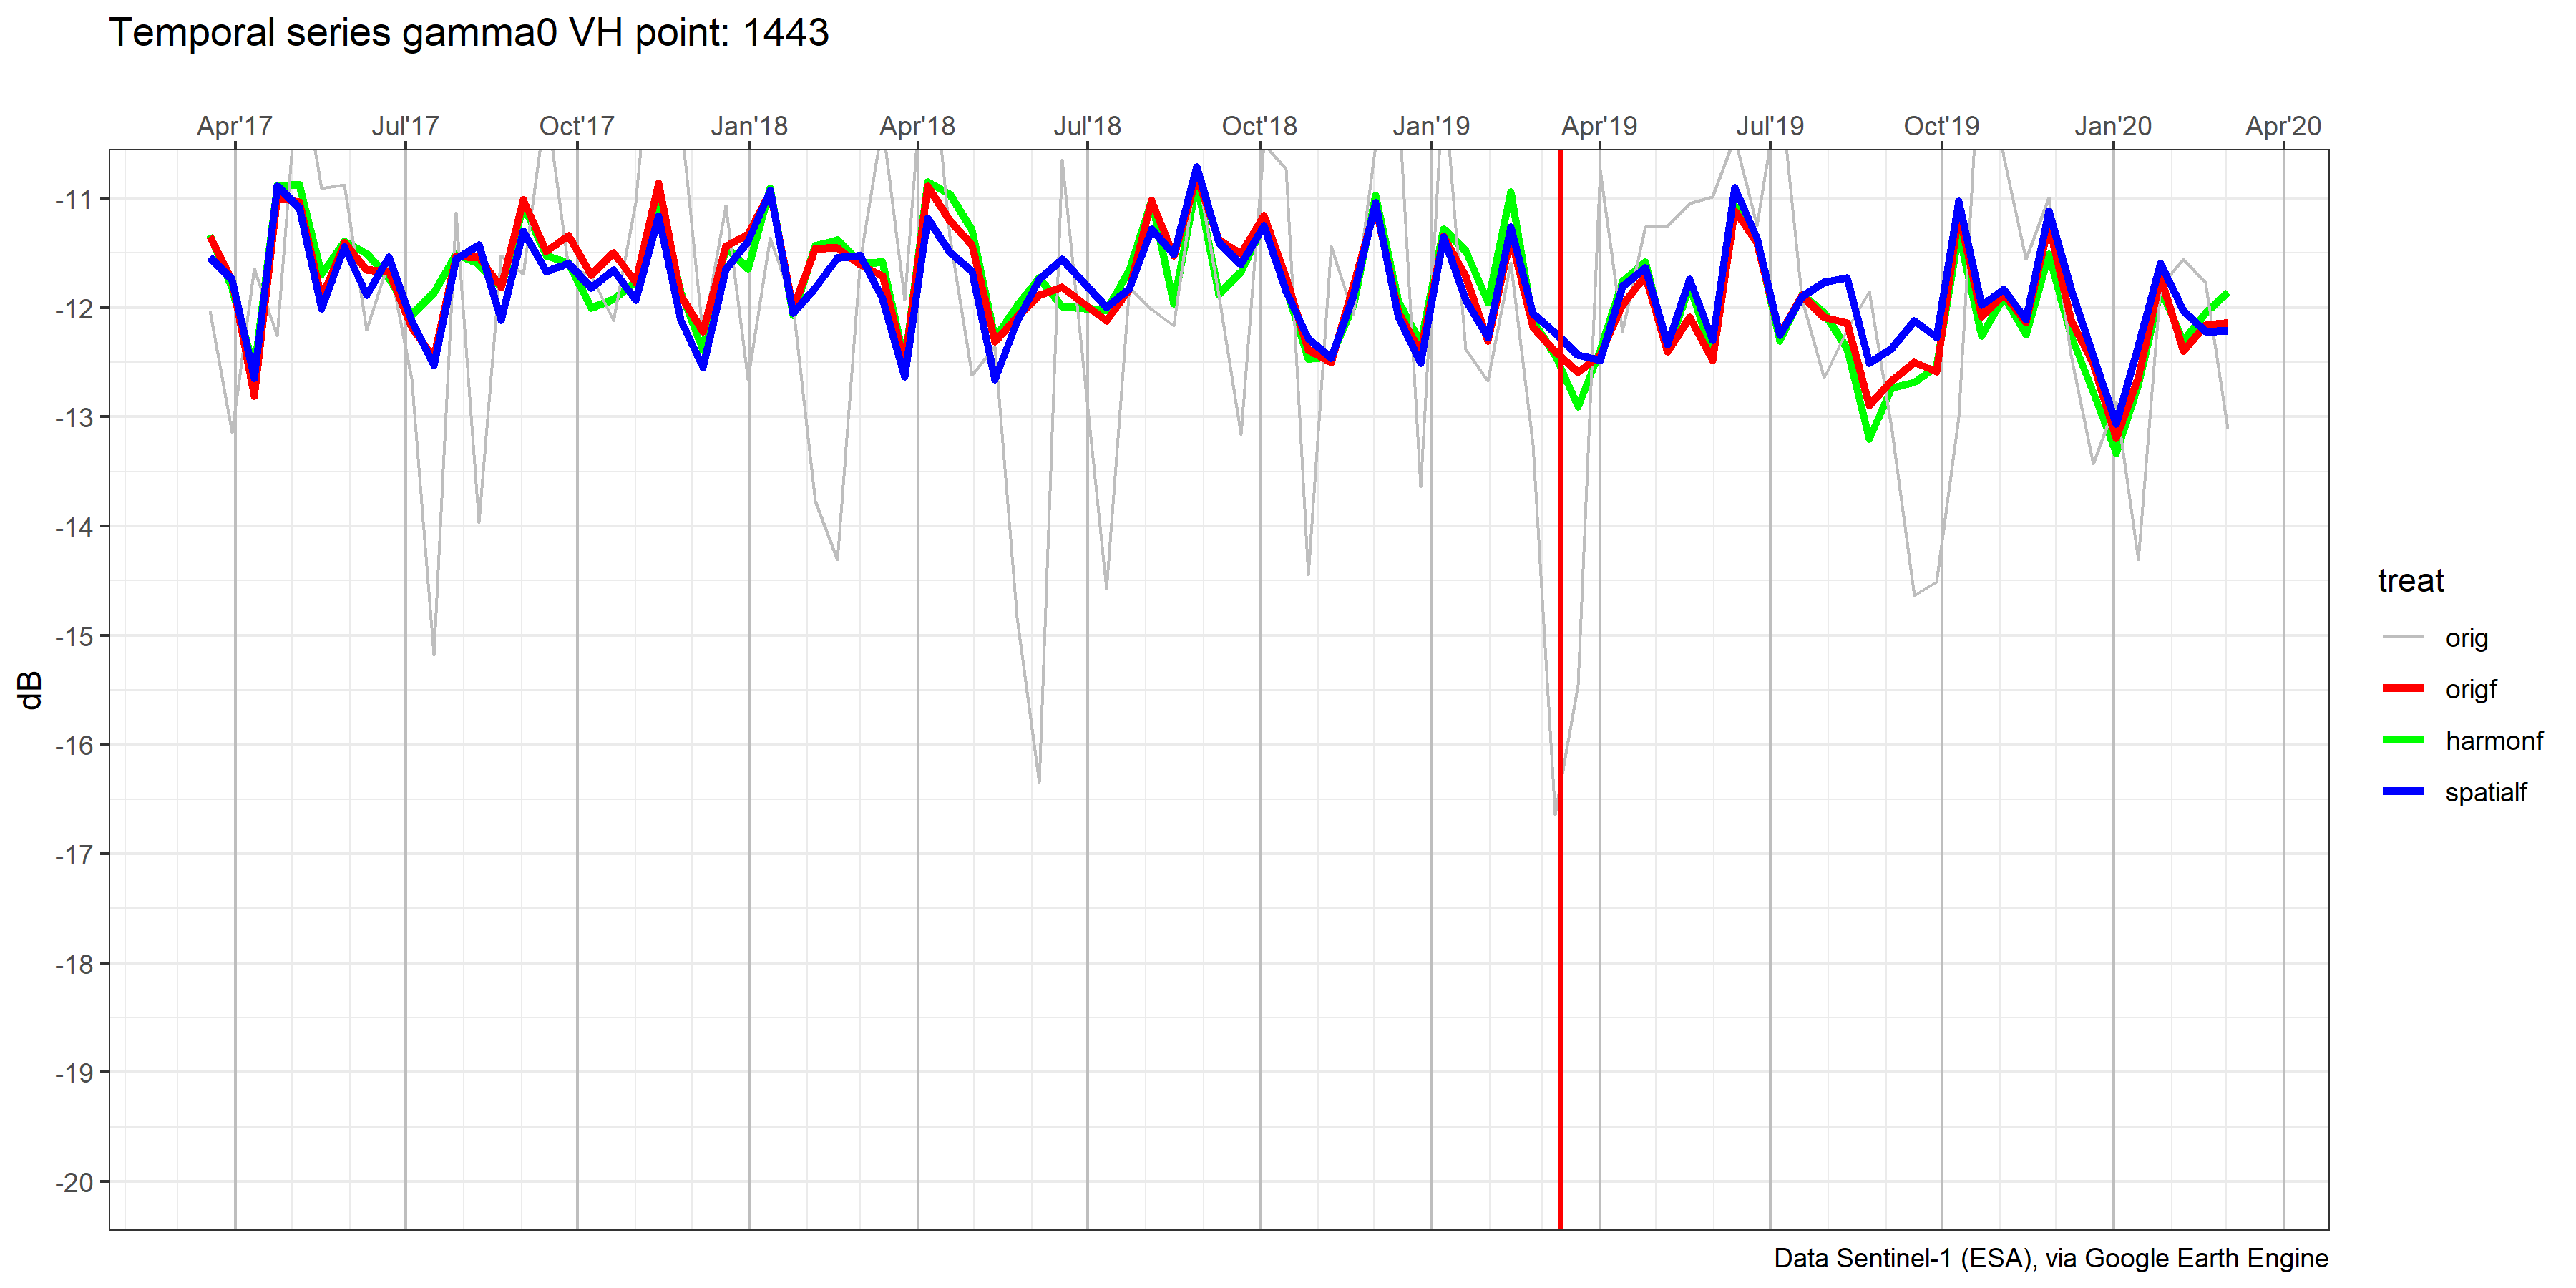 Temporal series gamma0 VH point: 1443
Apr'17 Jul'17 Oct'17 Jan'18 Apr'18 Jul'18 Oct'18 Jan'19 Apr'19 Jul'19 Oct'19 Jan'20 Apr'20
-11
-12
-13
-14
-15
-16
-17
-18
-19
-20
dB
treat
orig
origf
harmonf
spatialf
Data Sentinel-1 (ESA), via Google Earth Engine